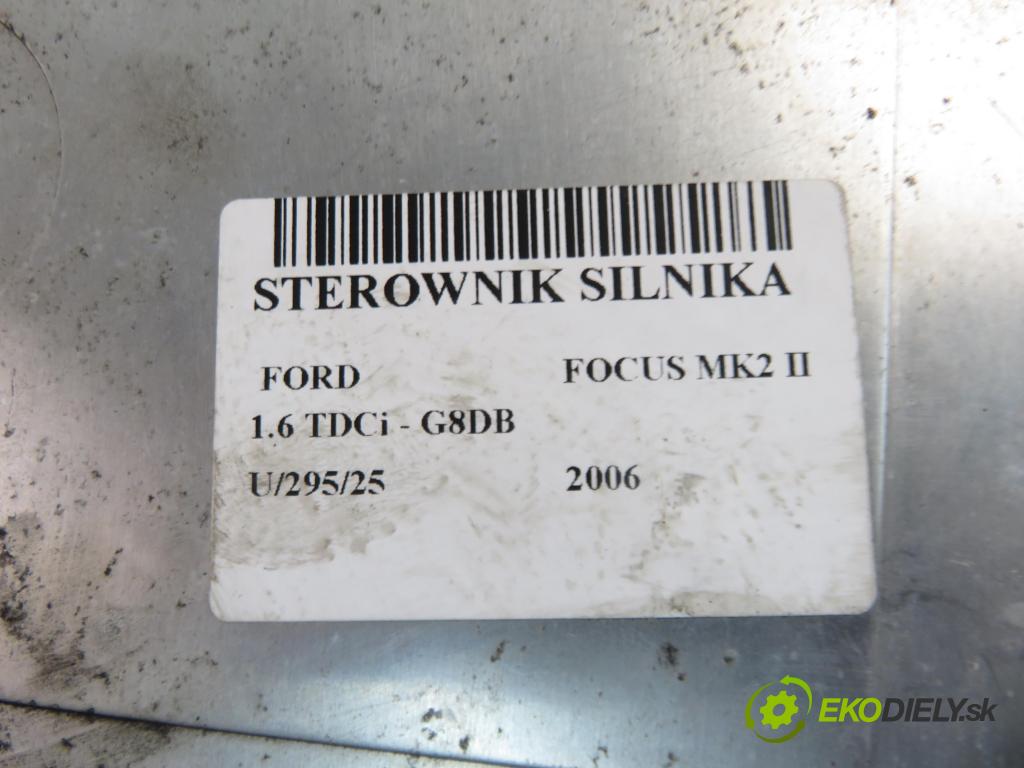 STEROWNIK SILNIKA
FORD FOCUS MK2 II
1.6 TDCi - G8DB
U/295/25 2006
EKODIELY.sk